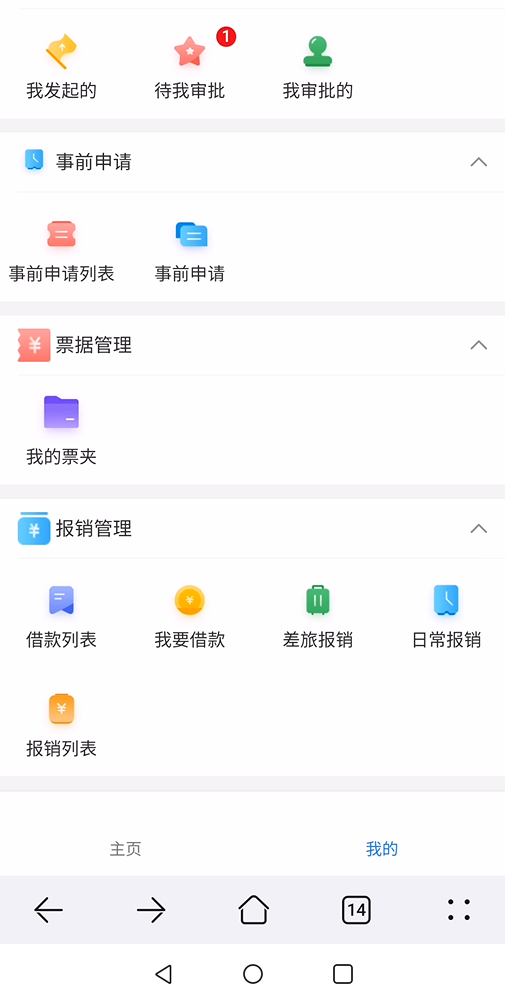 1
我发起的 待我审批 我审批的
事前申请
事前申请列表 事前申请
¥ 票据管理
我的票夹
¥ 报销管理
¥
借款列表 我要借款 差旅报销 日常报销
¥
报销列表
主页 我的
14